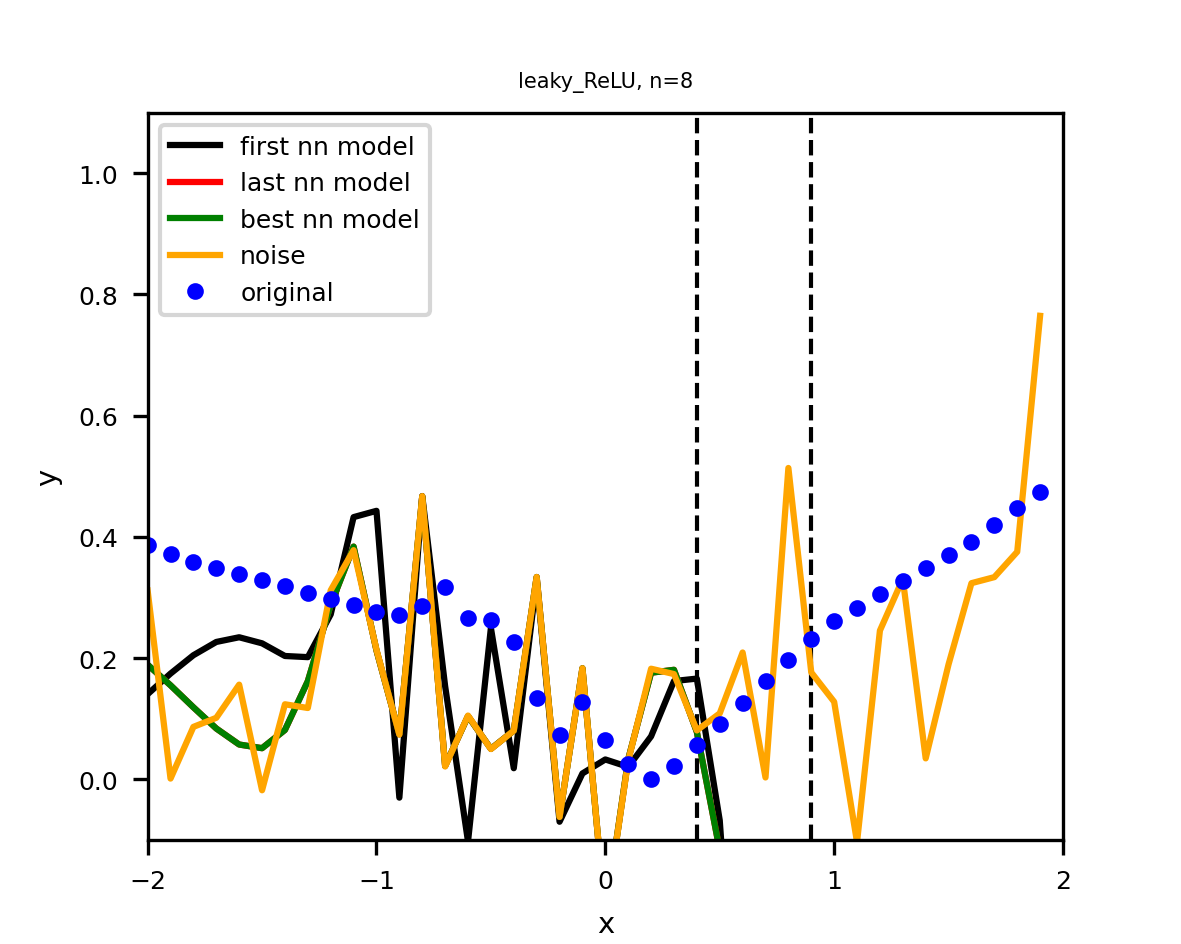 leaky_ReLU, n=8
first nn model
last nn model
best nn model
noise
original
1.0
0.8
0.6
0.4
0.2
0.0
y
−2
−1
0
1
2
x